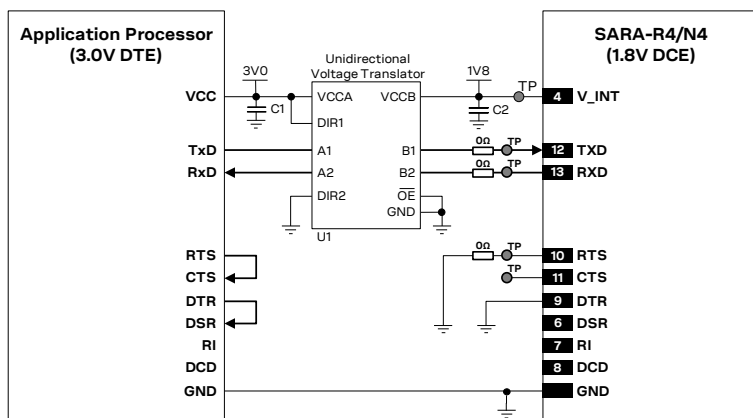 Application Processor
(3.0V DTE)
SARA-R4/N4
(1.8V DCE)
Unidirectional
Voltage Translator
3V0
1V8
TP
VCC
C1
VCCA
VCCB
C2
4
V_INT
DIR1
0Ω
TP
TxD
A1
B1
12
TXD
0Ω
TP
RxD
A2
B2
13
RXD
DIR2
OE
GND
U1
0Ω
TP
RTS
10
RTS
TP
CTS
11
CTS
DTR
9
DTR
DSR
6
DSR
RI
7
RI
DCD
8
DCD
GND
GND